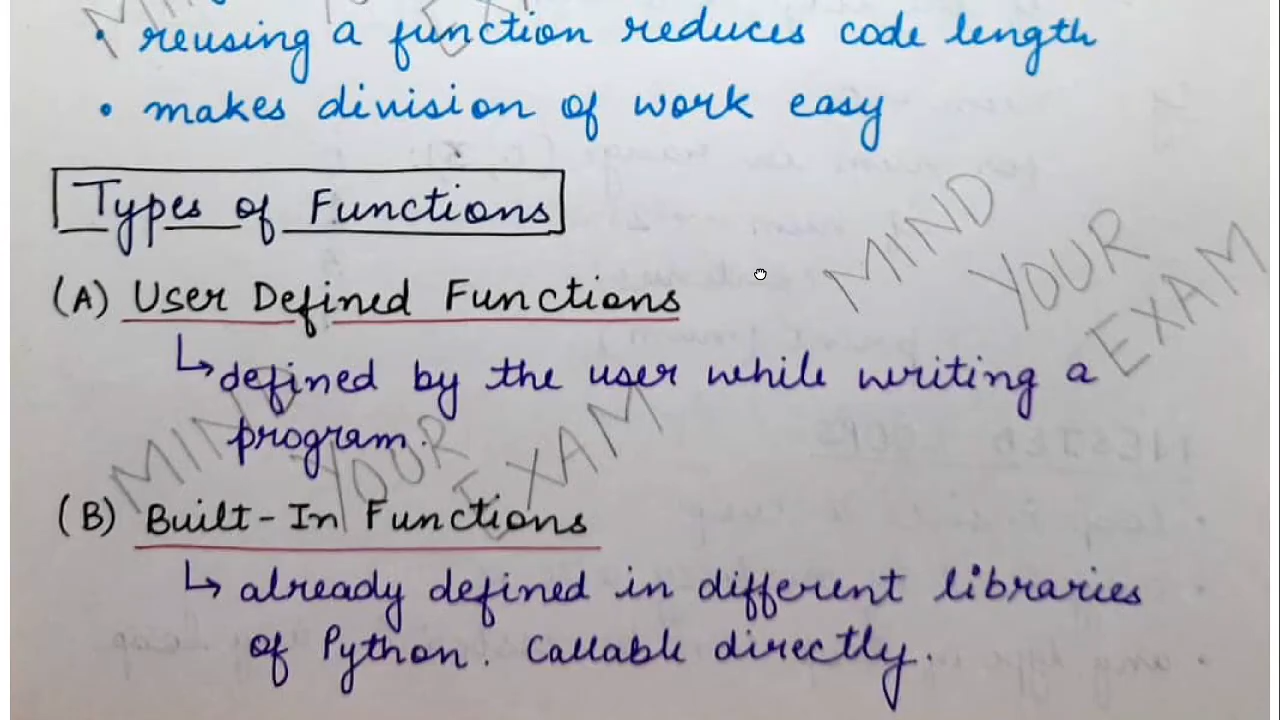 • reusing a function reduces code length
• makes division of work easy
Types of Functions
(A) User Defined Functions
↳ defined by the user while writing a
program.
(B) Built-In Functions
↳ already defined in different libraries
of Python. Callable directly.
MIND
YOUR
EXAM
MIND
YOUR
EXAM